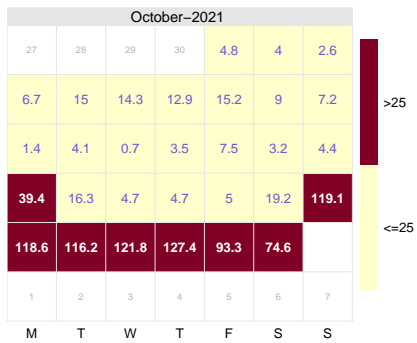 October−2021
27 28 29 30 4.8 4 2.6
6.7 15 14.3 12.9 15.2 9 7.2
1.4 4.1 0.7 3.5 7.5 3.2 4.4
39.4 16.3 4.7 4.7 5 19.2 119.1
118.6 116.2 121.8 127.4 93.3 74.6
1 2 3 4 5 6 7
M T W T F S S
>25
<=25